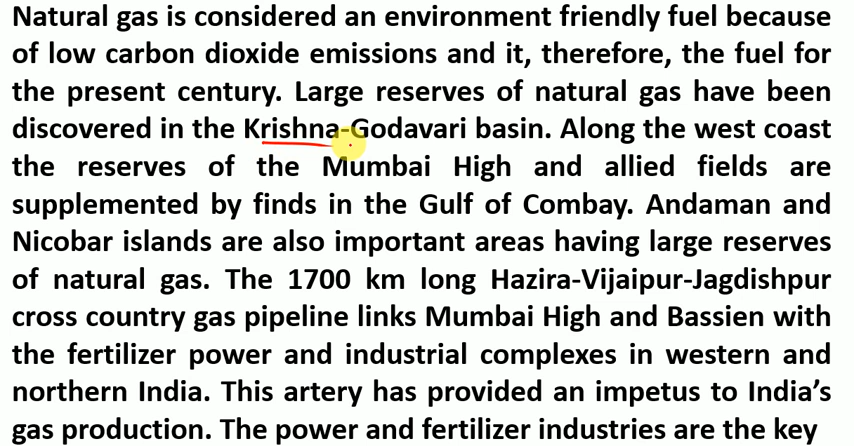 Natural gas is considered an environment friendly fuel because
of low carbon dioxide emissions and it, therefore, the fuel for
the present century. Large reserves of natural gas have been
discovered in the Krishna-Godavari basin. Along the west coast
the reserves of the Mumbai High and allied fields are
supplemented by finds in the Gulf of Combay. Andaman and
Nicobar islands are also important areas having large reserves
of natural gas. The 1700 km long Hazira-Vijaipur-Jagdishpur
cross country gas pipeline links Mumbai High and Bassien with
the fertilizer power and industrial complexes in western and
northern India. This artery has provided an impetus to India’s
gas production. The power and fertilizer industries are the key